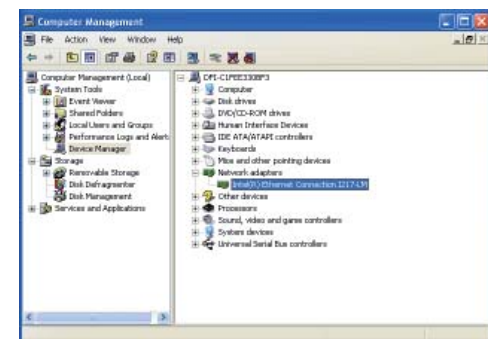 Computer Management
File Action View Window Help
Computer Management (Local)
System Tools
Event Viewer
Shared Folders
Local Users and Groups
Performance Logs and Alerts
Device Manager
Storage
Removable Storage
Disk Defragmenter
Disk Management
Services and Applications
Computer
Disk drives
DVD/CD-ROM drives
Human Interface Devices
IDE ATA/ATAPI controllers
Keyboards
Mice and other pointing devices
Network adapters
Intel(R) Ethernet Connection I217-LM
Other devices
Processors
Sound, video and game controllers
System devices
Universal Serial Bus controllers